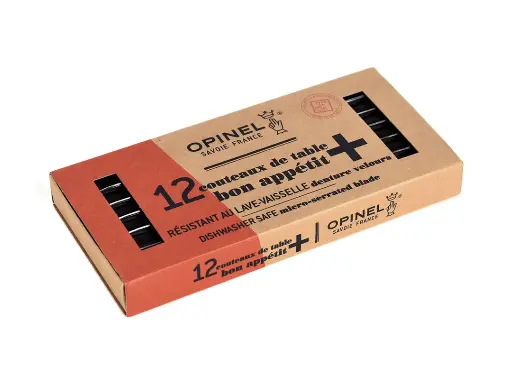 OPINEL
SAVOIE FRANCE
12 couteaux de table
bon appétit +
RÉSISTANT AU LAVE-VAISSELLE denture velours
DISHWASHER SAFE micro-serrated blade
12 couteaux de table
bon appétit +
OPINEL
SAVOIE FRANCE